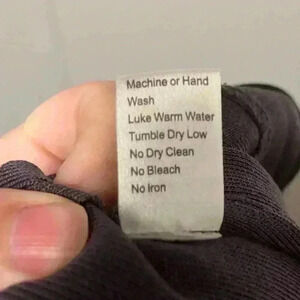 Machine or Hand
Wash
Luke Warm Water
Tumble Dry Low
No Dry Clean
No Bleach
No Iron